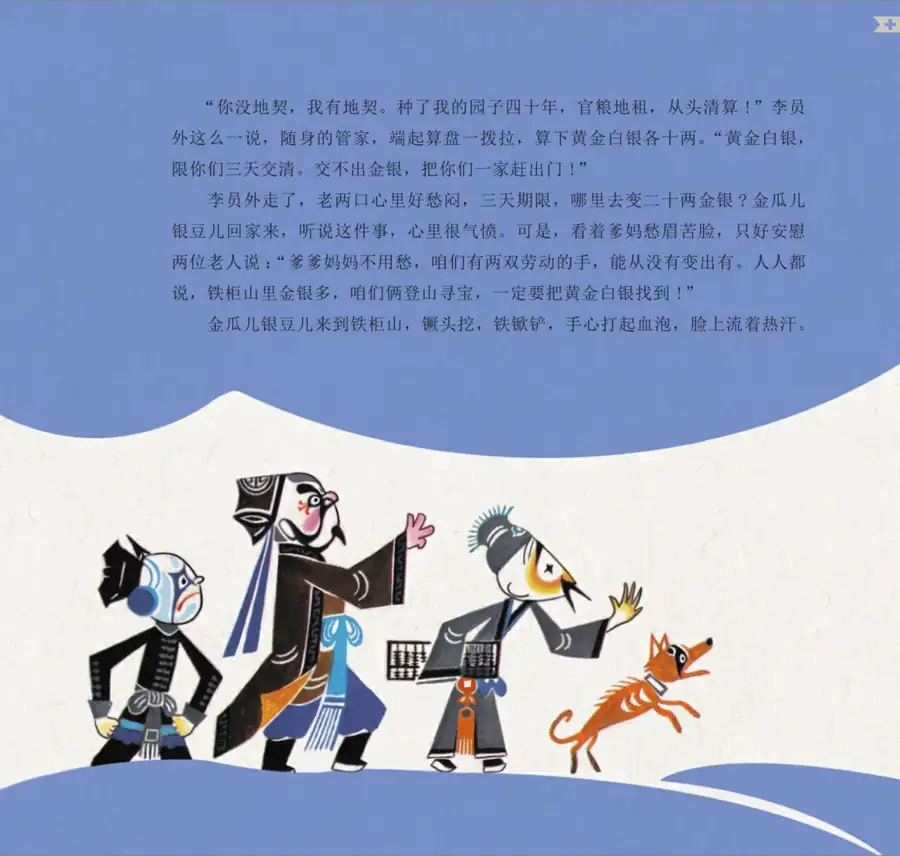 “你没地契，我有地契。种了我的园子四十年，官粮地租，从头清算！”李员
外这么一说，随身的管家，端起算盘一拨拉，算下黄金白银各十两。“黄金白银，
限你们三天交清。交不出金银，把你们一家赶出门！”
李员外走了，老两口心里好愁闷，三天期限，哪里去变二十两金银？金瓜儿
银豆儿回家来，听说这件事，心里很气愤。可是，看着爹妈愁眉苦脸，只好安慰
两位老人说：“爹爹妈妈不用愁，咱们有两双劳动的手，能从没有变出有。人人都
说，铁柜山里金银多，咱们俩登山寻宝，一定要把黄金白银找到！”
金瓜儿银豆儿来到铁柜山，镢头挖，铁锨铲，手心打起血泡，脸上流着热汗。